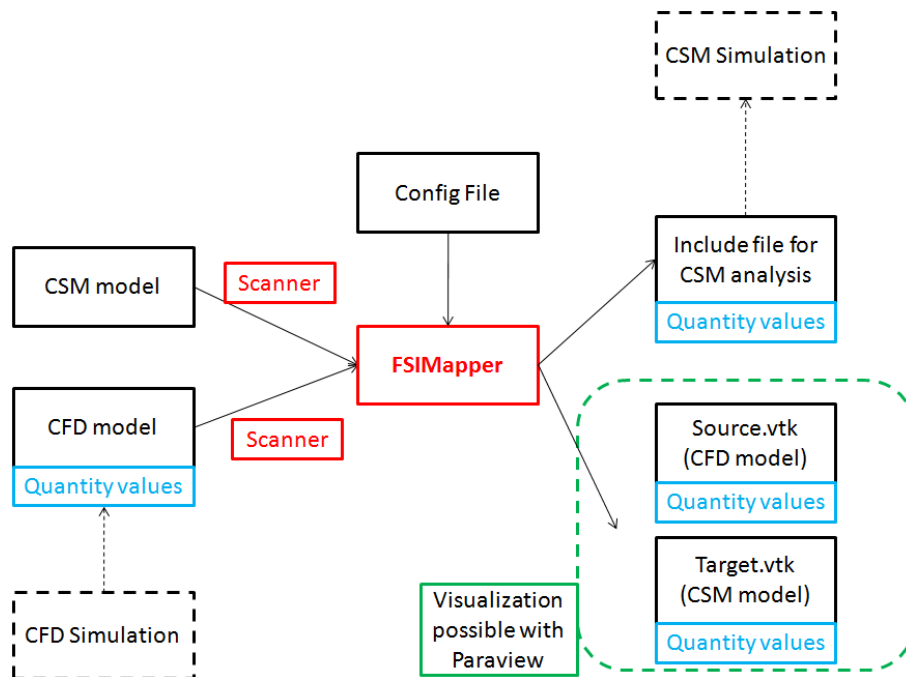 CSM Simulation
Config File
Include file for
CSM analysis
Quantity values
CSM model
Scanner
FSIMapper
CFD model
Quantity values
Scanner
Source.vtk
(CFD model)
Quantity values
Target.vtk
(CSM model)
Quantity values
Visualization
possible with
Paraview
CFD Simulation